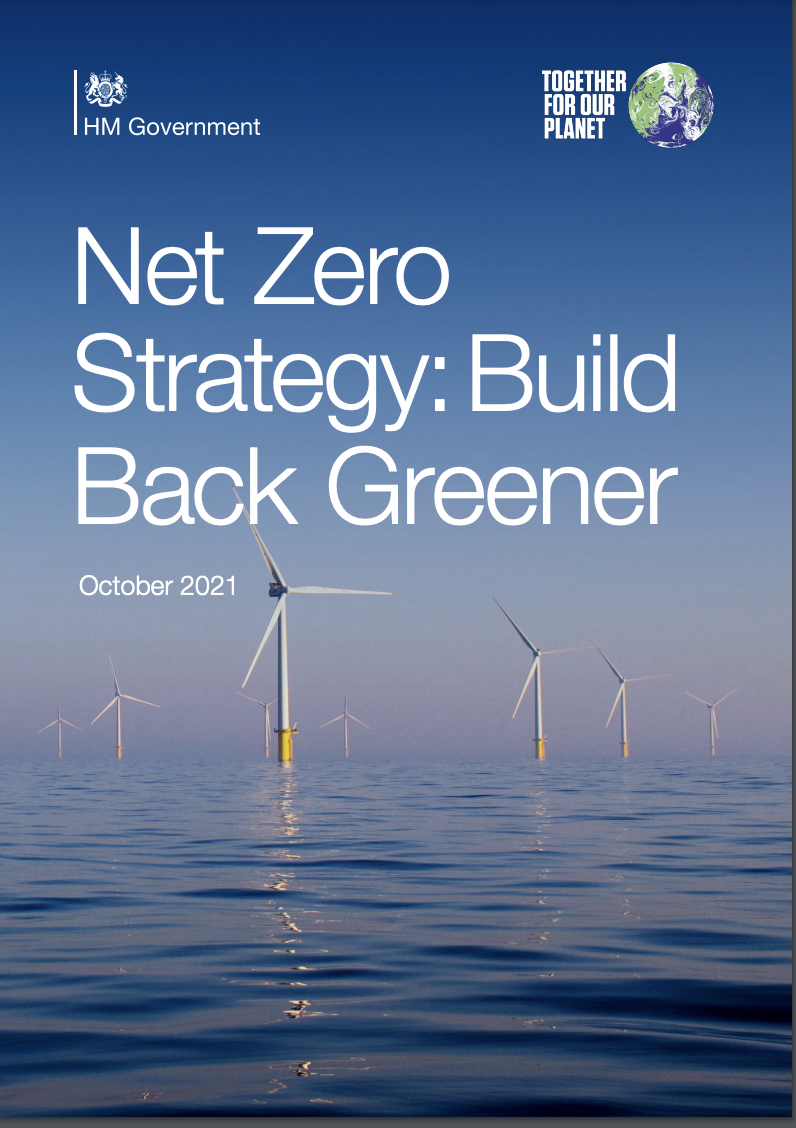 HM Government
TOGETHER
FOR OUR
PLANET
Net Zero
Strategy: Build
Back Greener
October 2021